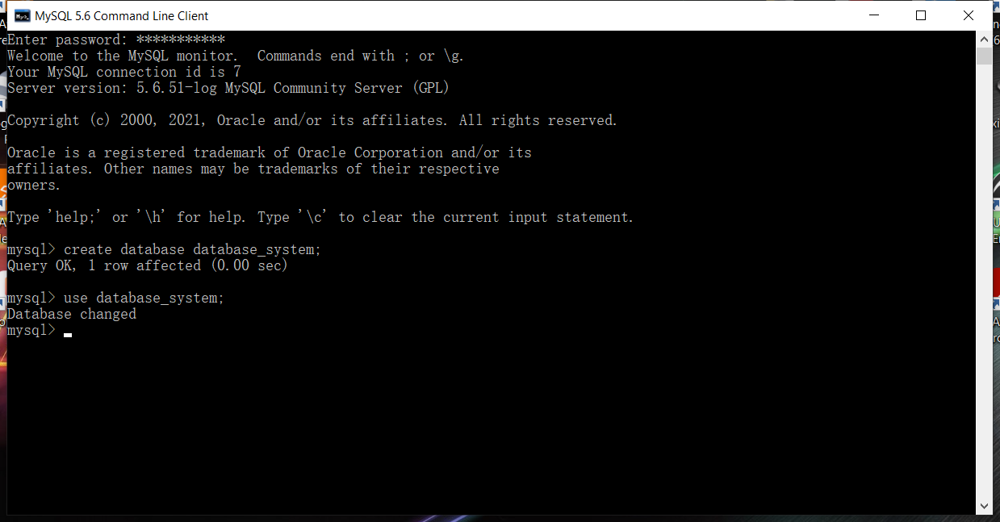 MySQL 5.6 Command Line Client
Enter password: ***********
Welcome to the MySQL monitor.  Commands end with ; or \g.
Your MySQL connection id is 7
Server version: 5.6.51-log MySQL Community Server (GPL)
Copyright (c) 2000, 2021, Oracle and/or its affiliates. All rights reserved.
Oracle is a registered trademark of Oracle Corporation and/or its
affiliates. Other names may be trademarks of their respective
owners.
Type 'help;' or '\h' for help. Type '\c' to clear the current input statement.
mysql> create database database_system;
Query OK, 1 row affected (0.00 sec)
mysql> use database_system;
Database changed
mysql>